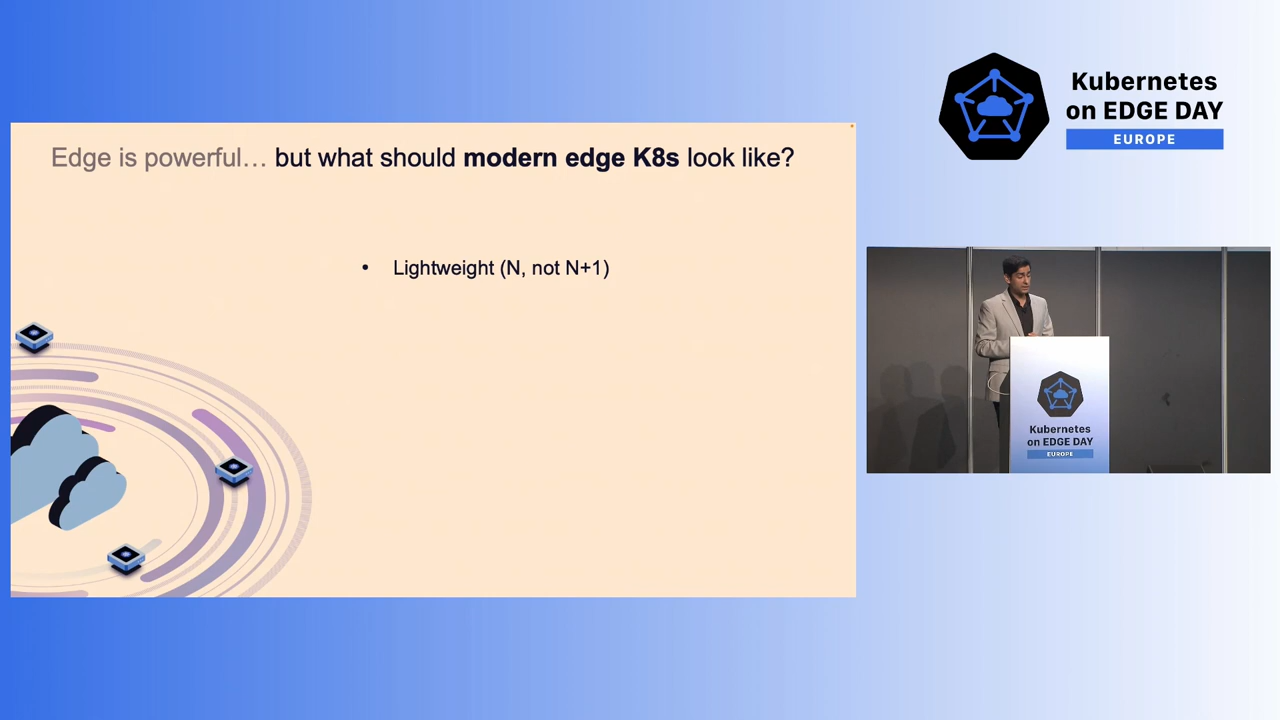 Kubernetes
on EDGE DAY
EUROPE
Edge is powerful… but what should modern edge K8s look like?
• Lightweight (N, not N+1)
Kubernetes
on EDGE DAY
EUROPE